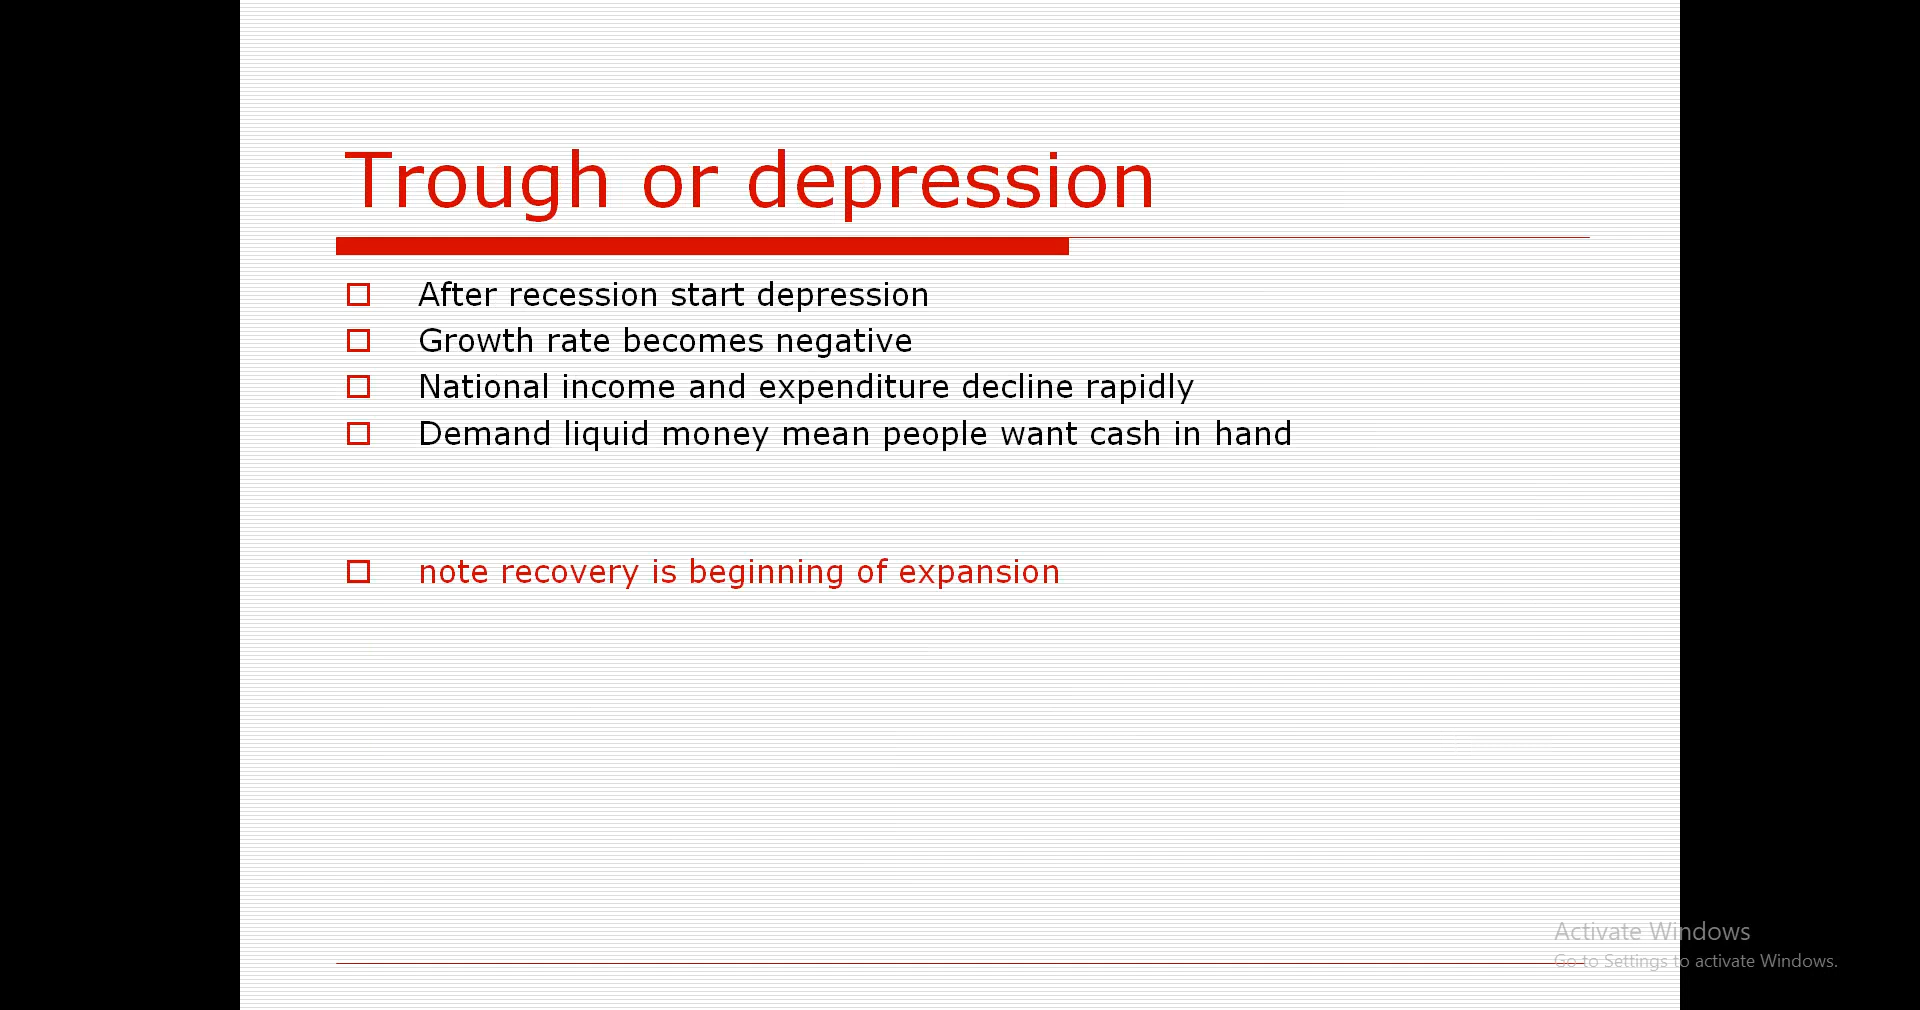 Trough or depression
After recession start depression
Growth rate becomes negative
National income and expenditure decline rapidly
Demand liquid money mean people want cash in hand
note recovery is beginning of expansion
Activate Windows
Go to Settings to activate Windows.